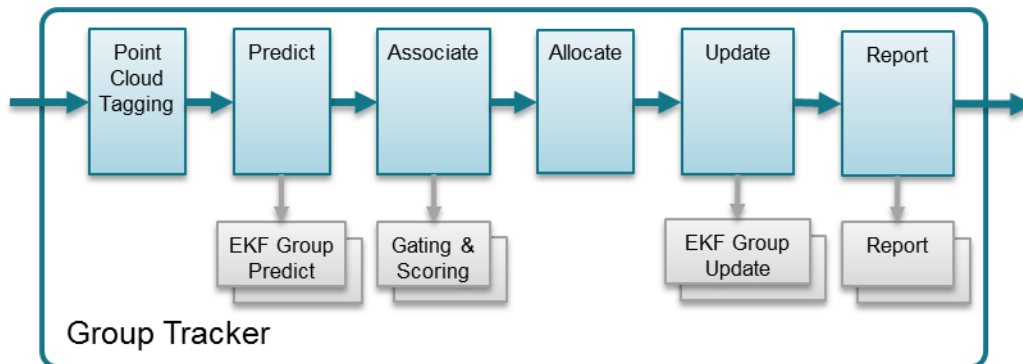 Point
Cloud
Tagging
Predict
Associate
Allocate
Update
Report
EKF Group
Predict
Gating &
Scoring
EKF Group
Update
Report
Group Tracker